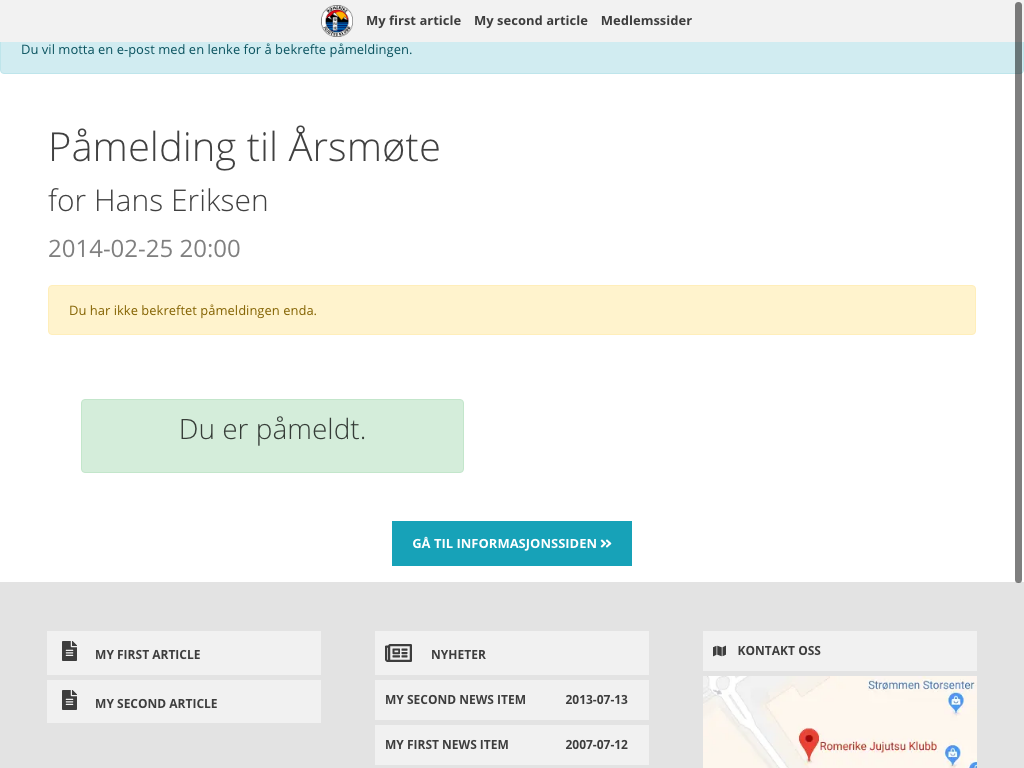 My first article My second article Medlemssider
Du vil motta en e-post med en lenke for å bekrefte påmeldingen.
Påmelding til Årsmøte
for Hans Eriksen
2014-02-25 20:00
Du har ikke bekreftet påmeldingen enda.
Du er påmeldt.
GÅ TIL INFORMASJONSSIDEN
MY FIRST ARTICLE
MY SECOND ARTICLE
NYHETER
MY SECOND NEWS ITEM 2013-07-13
MY FIRST NEWS ITEM 2007-07-12
KONTAKT OSS
Strømmen Storsenter
Romerike Jujutsu Klubb